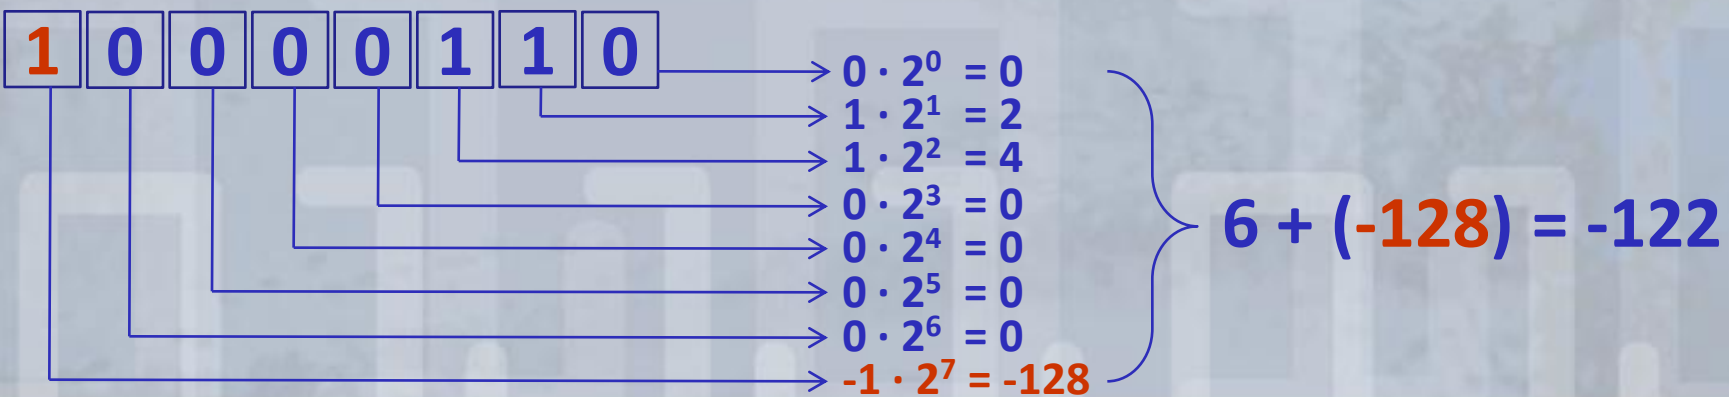 1 0 0 0 0 1 1 0
0 · 2⁰ = 0
1 · 2¹ = 2
1 · 2² = 4
0 · 2³ = 0
0 · 2⁴ = 0
0 · 2⁵ = 0
0 · 2⁶ = 0
-1 · 2⁷ = -128
6 + (-128) = -122